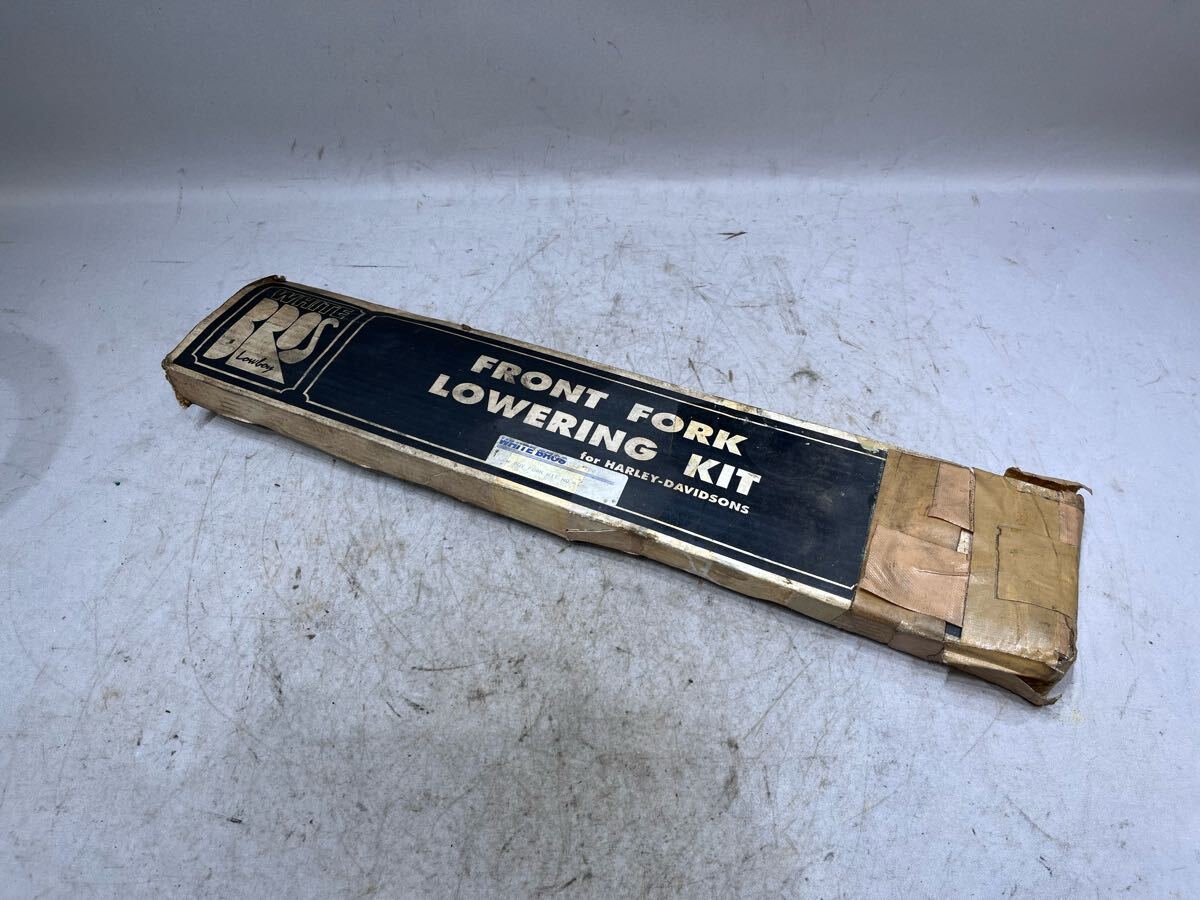 WHITE
BROS
Lowboy
FRONT FORK
LOWERING KIT
for HARLEY-DAVIDSONS
WHITE BROS